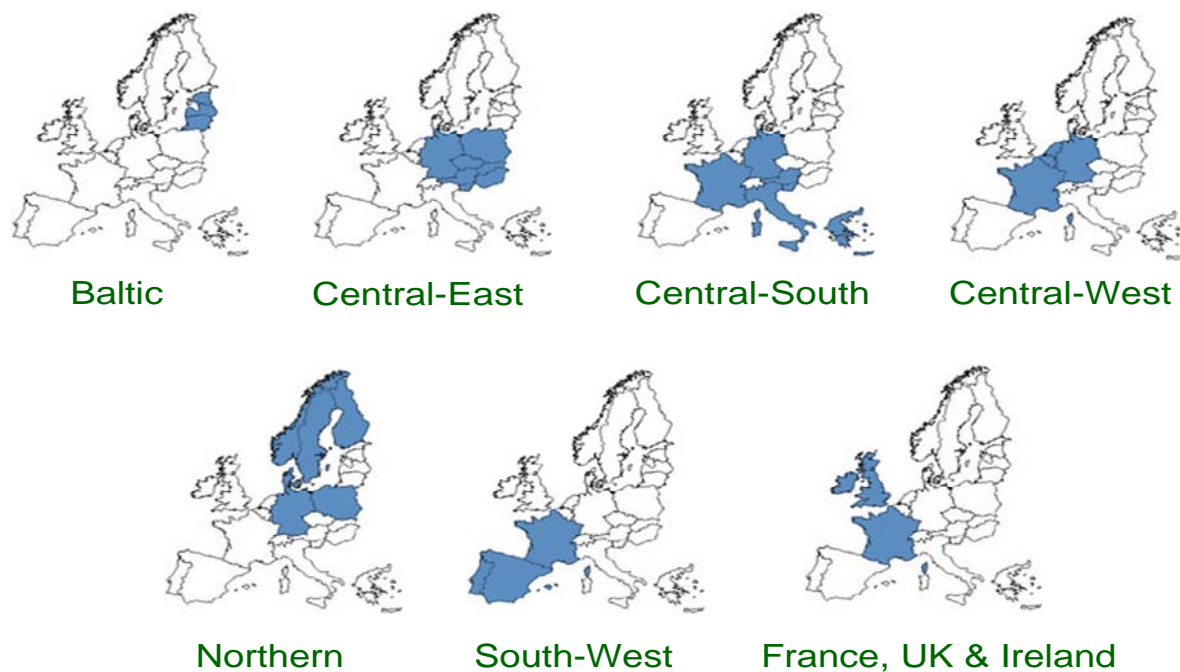 Baltic
Central-East
Central-South
Central-West
Northern
South-West
France, UK & Ireland